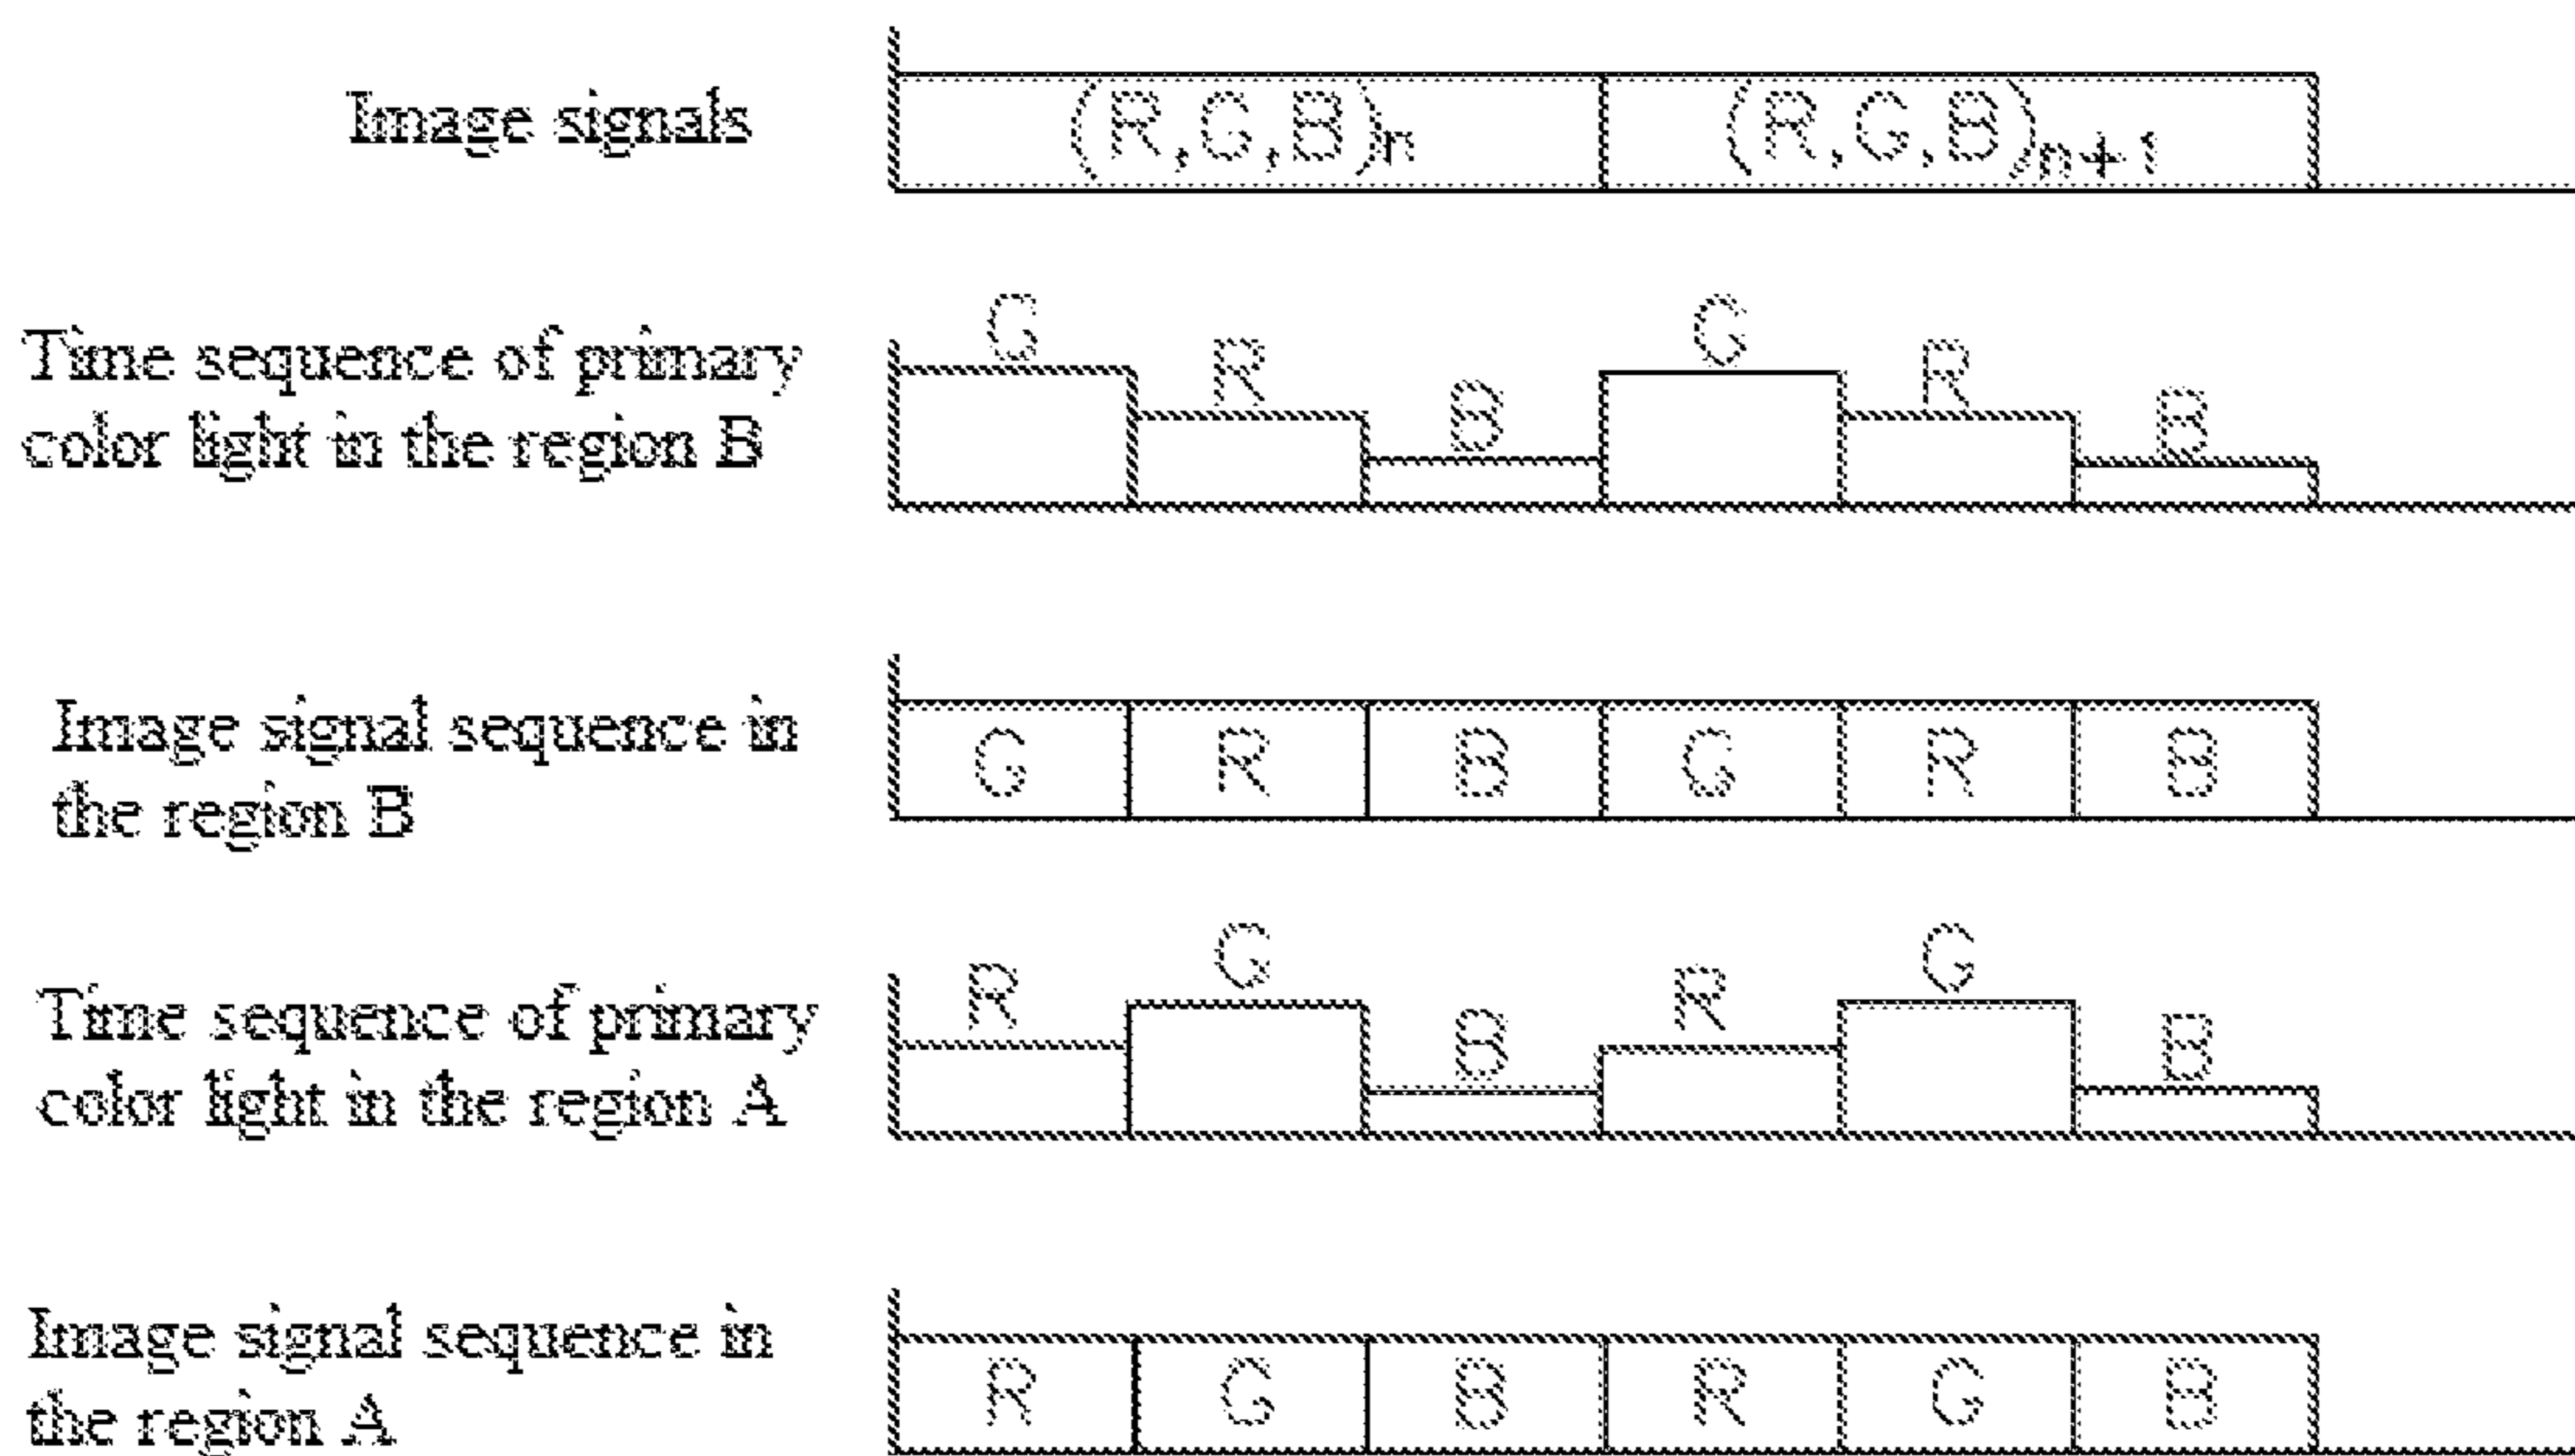 Image signals
(R,G,B)n
(R,G,B)n+1
Time sequence of primary
color light in the region B
G
R
B
G
R
B
Image signal sequence in
the region B
G
R
B
G
R
B
Time sequence of primary
color light in the region A
R
G
B
R
G
B
Image signal sequence in
the region A
R
G
B
R
G
B